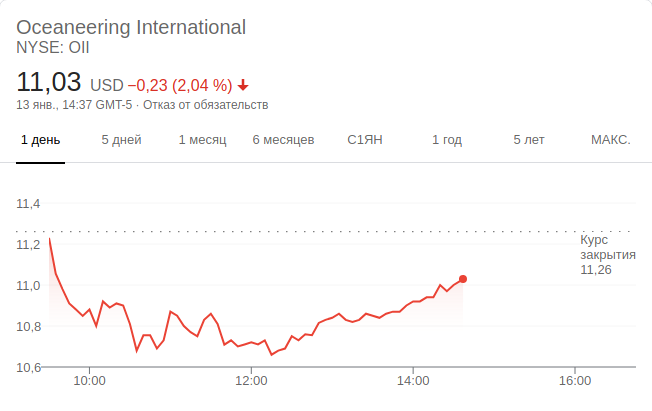 Oceaneering International
NYSE: OII
11,03 USD −0,23 (2,04 %)
13 янв., 14:37 GMT-5 · Отказ от обязательств
1 день 5 дней 1 месяц 6 месяцев С1ЯН 1 год 5 лет МАКС.
11,4
11,2
11,0
10,8
10,6
Курс
закрытия
11,26
10:00 12:00 14:00 16:00